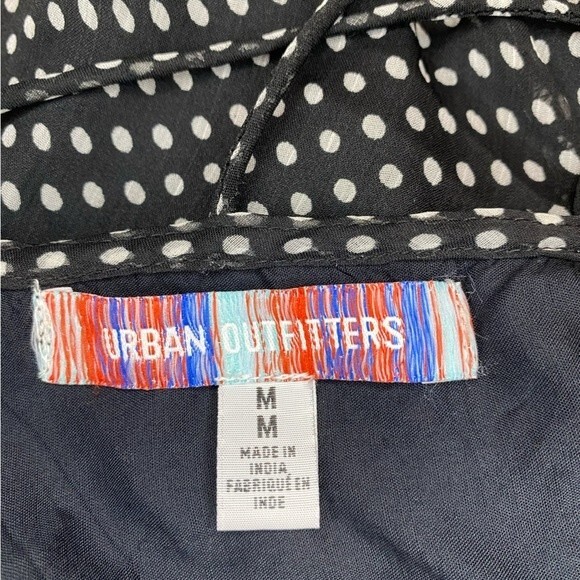 URBAN OUTFITTERS
M
M
MADE IN
INDIA
FABRIQUÉ EN
INDE